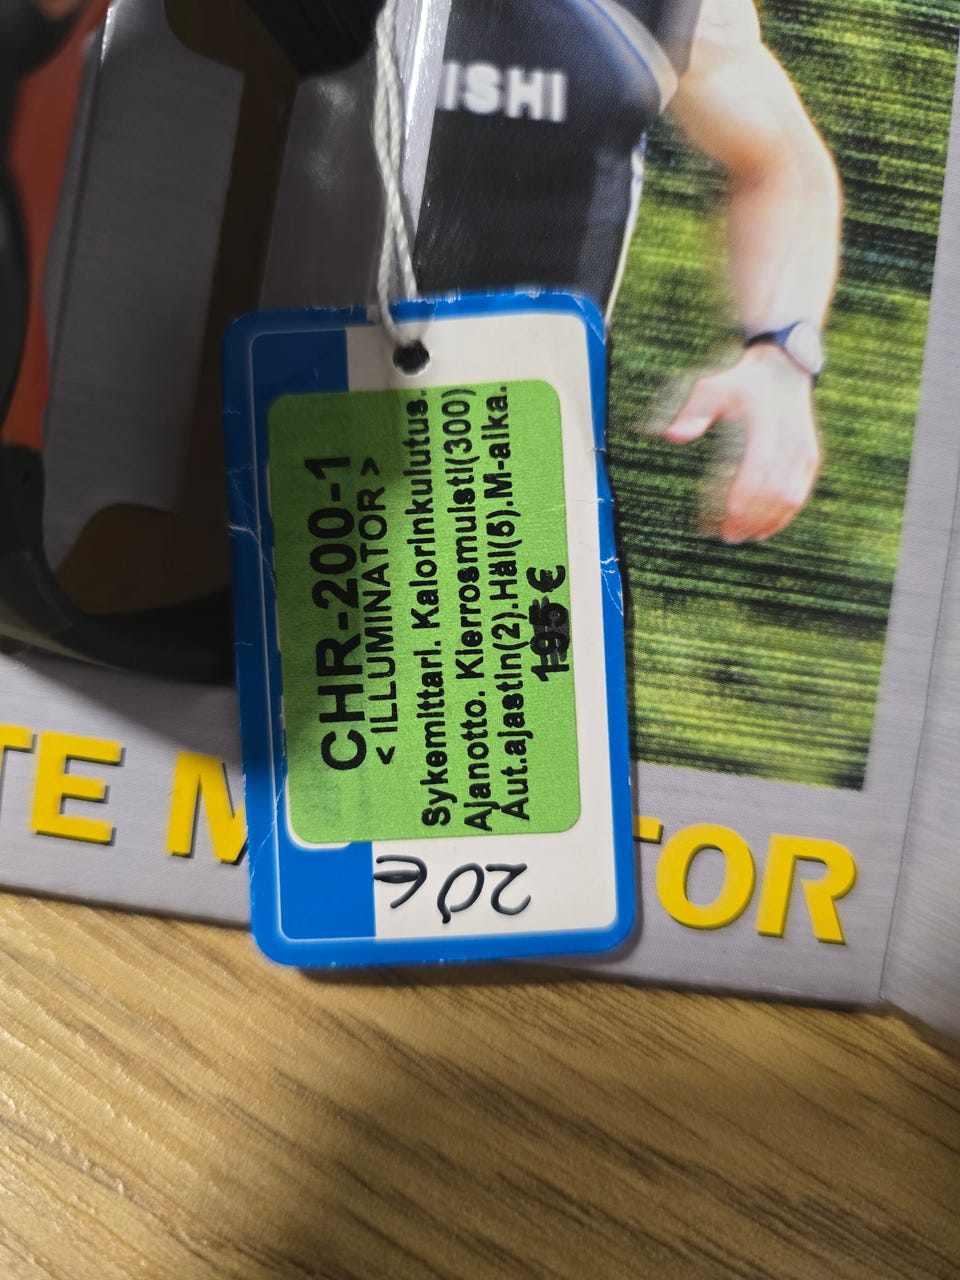 ISHI
CHR-200-1
<ILLUMINATOR>
Sykemittari. Kalorinkulutus.
Ajanotto. Kierrosmuisti(300)
Aut.ajastin(2).Häl(5).M-aika.
195 €
20 €
TE M TOR